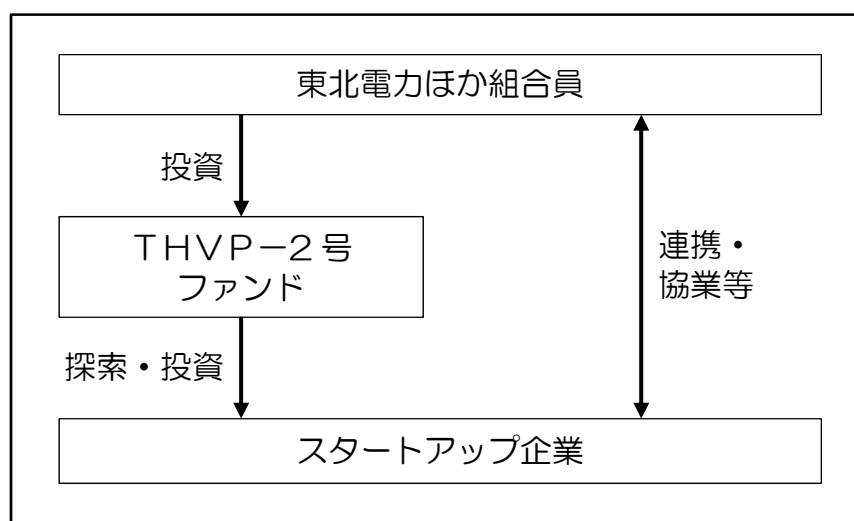 東北電力ほか組合員
投資
ＴＨＶＰ－２号
ファンド
連携・
協業等
探索・投資
スタートアップ企業